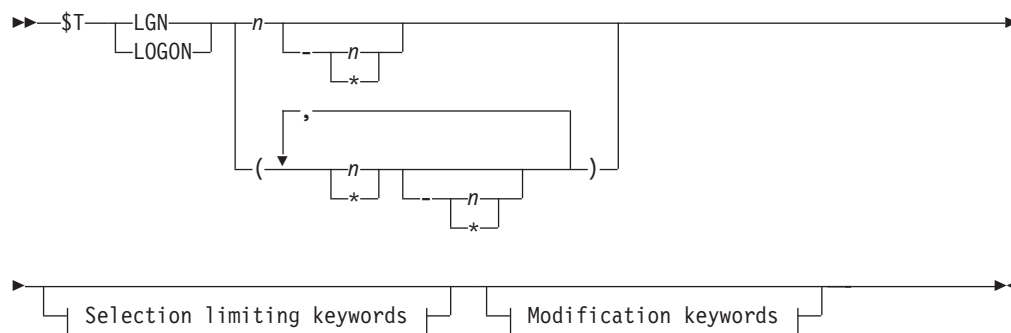 $T LGN n
LOGON - n
*
,
( n )
* - n
*
Selection limiting keywords Modification keywords